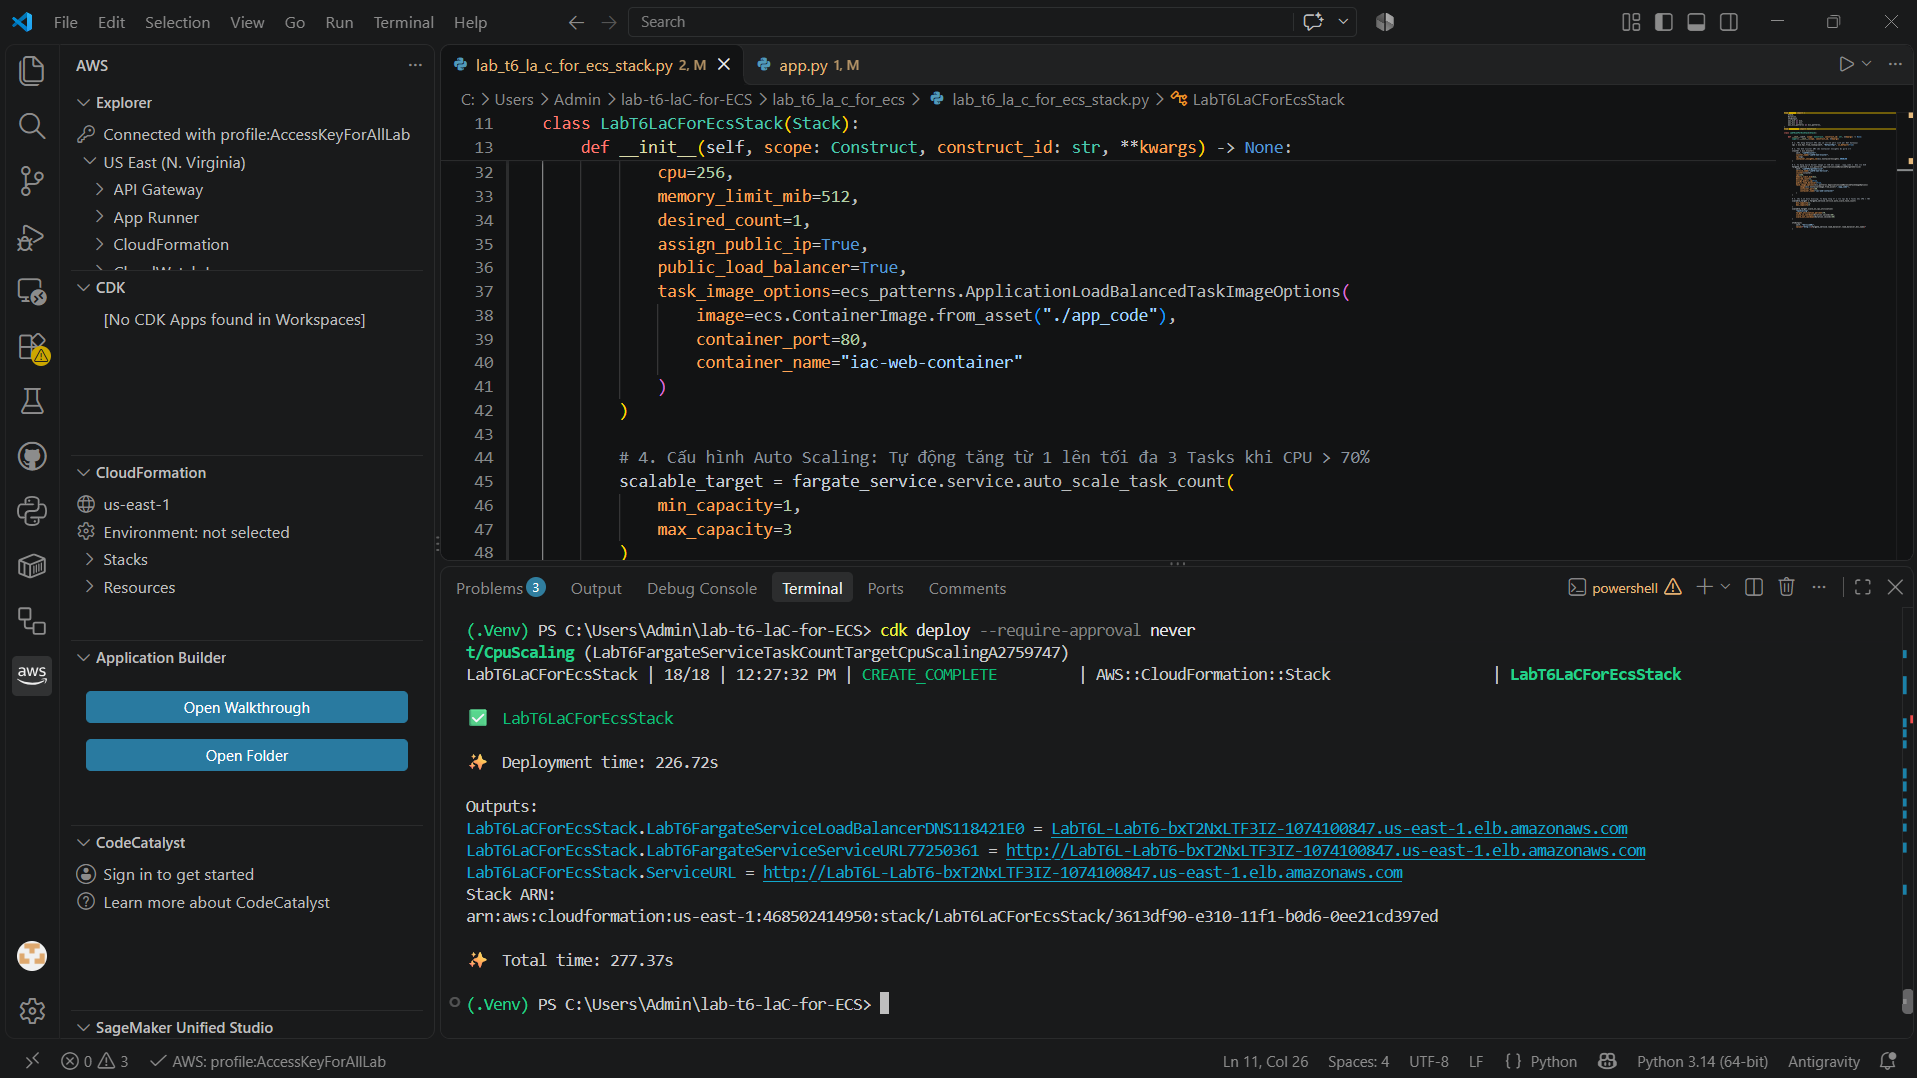 File Edit Selection View Go Run Terminal Help
Search
AWS
Explorer
Connected with profile:AccessKeyForAllLab
US East (N. Virginia)
API Gateway
App Runner
CloudFormation
CDK
[No CDK Apps found in Workspaces]
CloudFormation
us-east-1
Environment: not selected
Stacks
Resources
Application Builder
Open Walkthrough
Open Folder
CodeCatalyst
Sign in to get started
Learn more about CodeCatalyst
SageMaker Unified Studio
aws
lab_t6_la_c_for_ecs_stack.py 2, M
app.py 1, M
C: > Users > Admin > lab-t6-laC-for-ECS > lab_t6_la_c_for_ecs > lab_t6_la_c_for_ecs_stack.py > LabT6LaCForEcsStack
11 class LabT6LaCForEcsStack(Stack):
13 def __init__(self, scope: Construct, construct_id: str, **kwargs) -> None:
32 cpu=256,
33 memory_limit_mib=512,
34 desired_count=1,
35 assign_public_ip=True,
36 public_load_balancer=True,
37 task_image_options=ecs_patterns.ApplicationLoadBalancedTaskImageOptions(
38 image=ecs.ContainerImage.from_asset("./app_code"),
39 container_port=80,
40 container_name="iac-web-container"
41 )
42 )
43
44 # 4. Cấu hình Auto Scaling: Tự động tăng từ 1 lên tối đa 3 Tasks khi CPU > 70%
45 scalable_target = fargate_service.service.auto_scale_task_count(
46 min_capacity=1,
47 max_capacity=3
48 )
Problems 3 Output Debug Console Terminal Ports Comments
powershell
(.Venv) PS C:\Users\Admin\lab-t6-laC-for-ECS> cdk deploy --require-approval never
t/CpuScaling (LabT6FargateServiceTaskCountTargetCpuScalingA2759747)
LabT6LaCForEcsStack | 18/18 | 12:27:32 PM | CREATE_COMPLETE | AWS::CloudFormation::Stack | LabT6LaCForEcsStack
✅ LabT6LaCForEcsStack
✨ Deployment time: 226.72s
Outputs:
LabT6LaCForEcsStack.LabT6FargateServiceLoadBalancerDNS118421E0 = LabT6L-LabT6-bxT2NxLTF3IZ-1074100847.us-east-1.elb.amazonaws.com
LabT6LaCForEcsStack.LabT6FargateServiceServiceURL77250361 = http://LabT6L-LabT6-bxT2NxLTF3IZ-1074100847.us-east-1.elb.amazonaws.com
LabT6LaCForEcsStack.ServiceURL = http://LabT6L-LabT6-bxT2NxLTF3IZ-1074100847.us-east-1.elb.amazonaws.com
Stack ARN:
arn:aws:cloudformation:us-east-1:468502414950:stack/LabT6LaCForEcsStack/3613df90-e310-11f1-b0d6-0ee21cd397ed
✨ Total time: 277.37s
(.Venv) PS C:\Users\Admin\lab-t6-laC-for-ECS>
0 3 AWS: profile:AccessKeyForAllLab
Ln 11, Col 26 Spaces: 4 UTF-8 LF { } Python Python 3.14 (64-bit) Antigravity